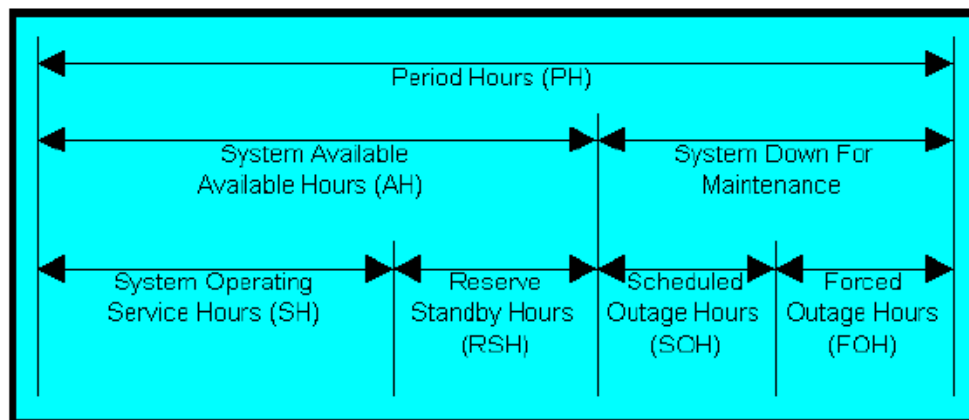 Period Hours (PH)
System Available
Available Hours (AH)
System Down For
Maintenance
System Operating
Service Hours (SH)
Reserve
Standby Hours
(RSH)
Scheduled
Outage Hours
(SOH)
Forced
Outage Hours
(FOH)